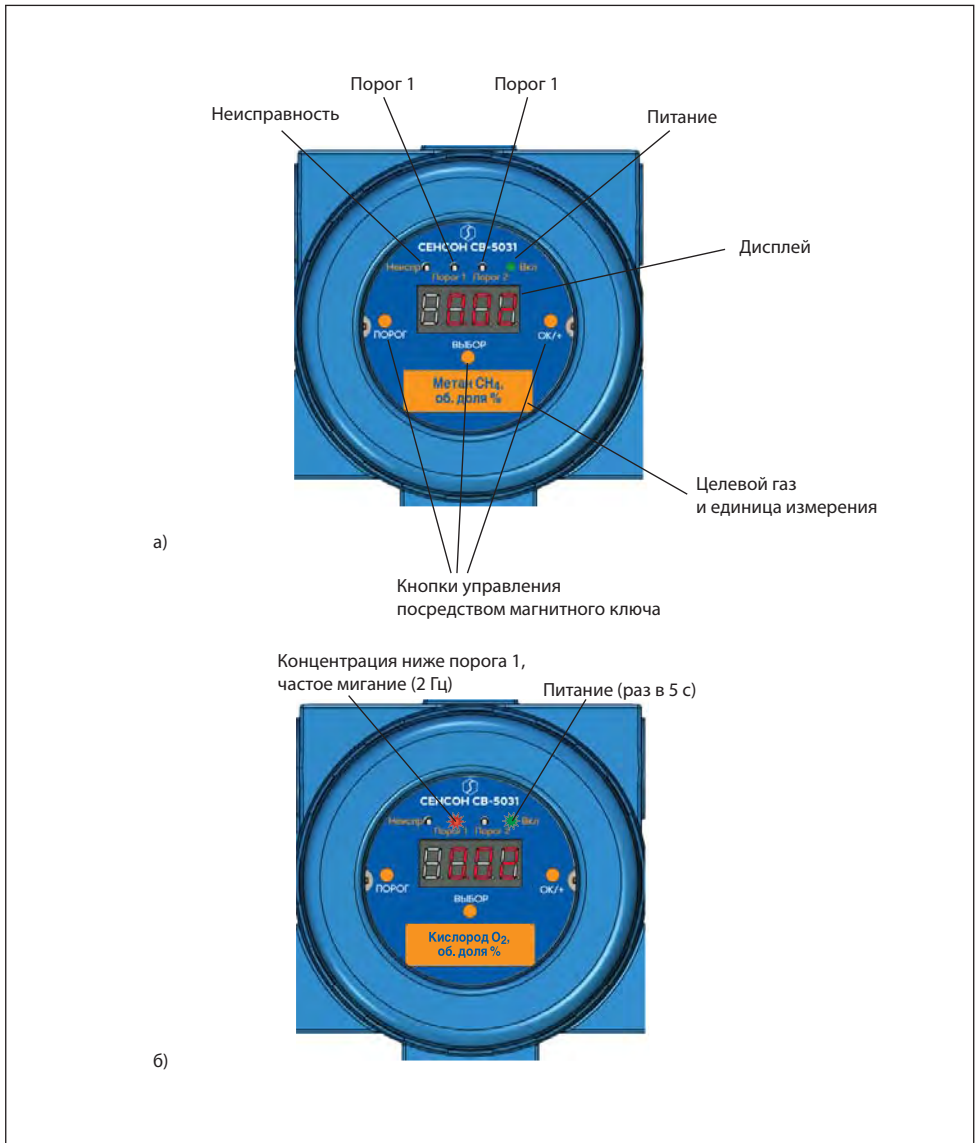 Порог 1
Порог 1
Неисправность
Питание
СЕНСОН СВ-5031
Неиспр
Вкл
Порог 1
Порог 2
Дисплей
ПОРОГ
ВЫБОР
ОК/+
Метан CH4,
об. доля %
Целевой газ
и единица измерения
а)
Кнопки управления
посредством магнитного ключа
Концентрация ниже порога 1,
частое мигание (2 Гц)
Питание (раз в 5 с)
СЕНСОН СВ-5031
Неиспр
Вкл
Порог 1
Порог 2
ПОРОГ
ВЫБОР
ОК/+
Кислород O2,
об. доля %
б)